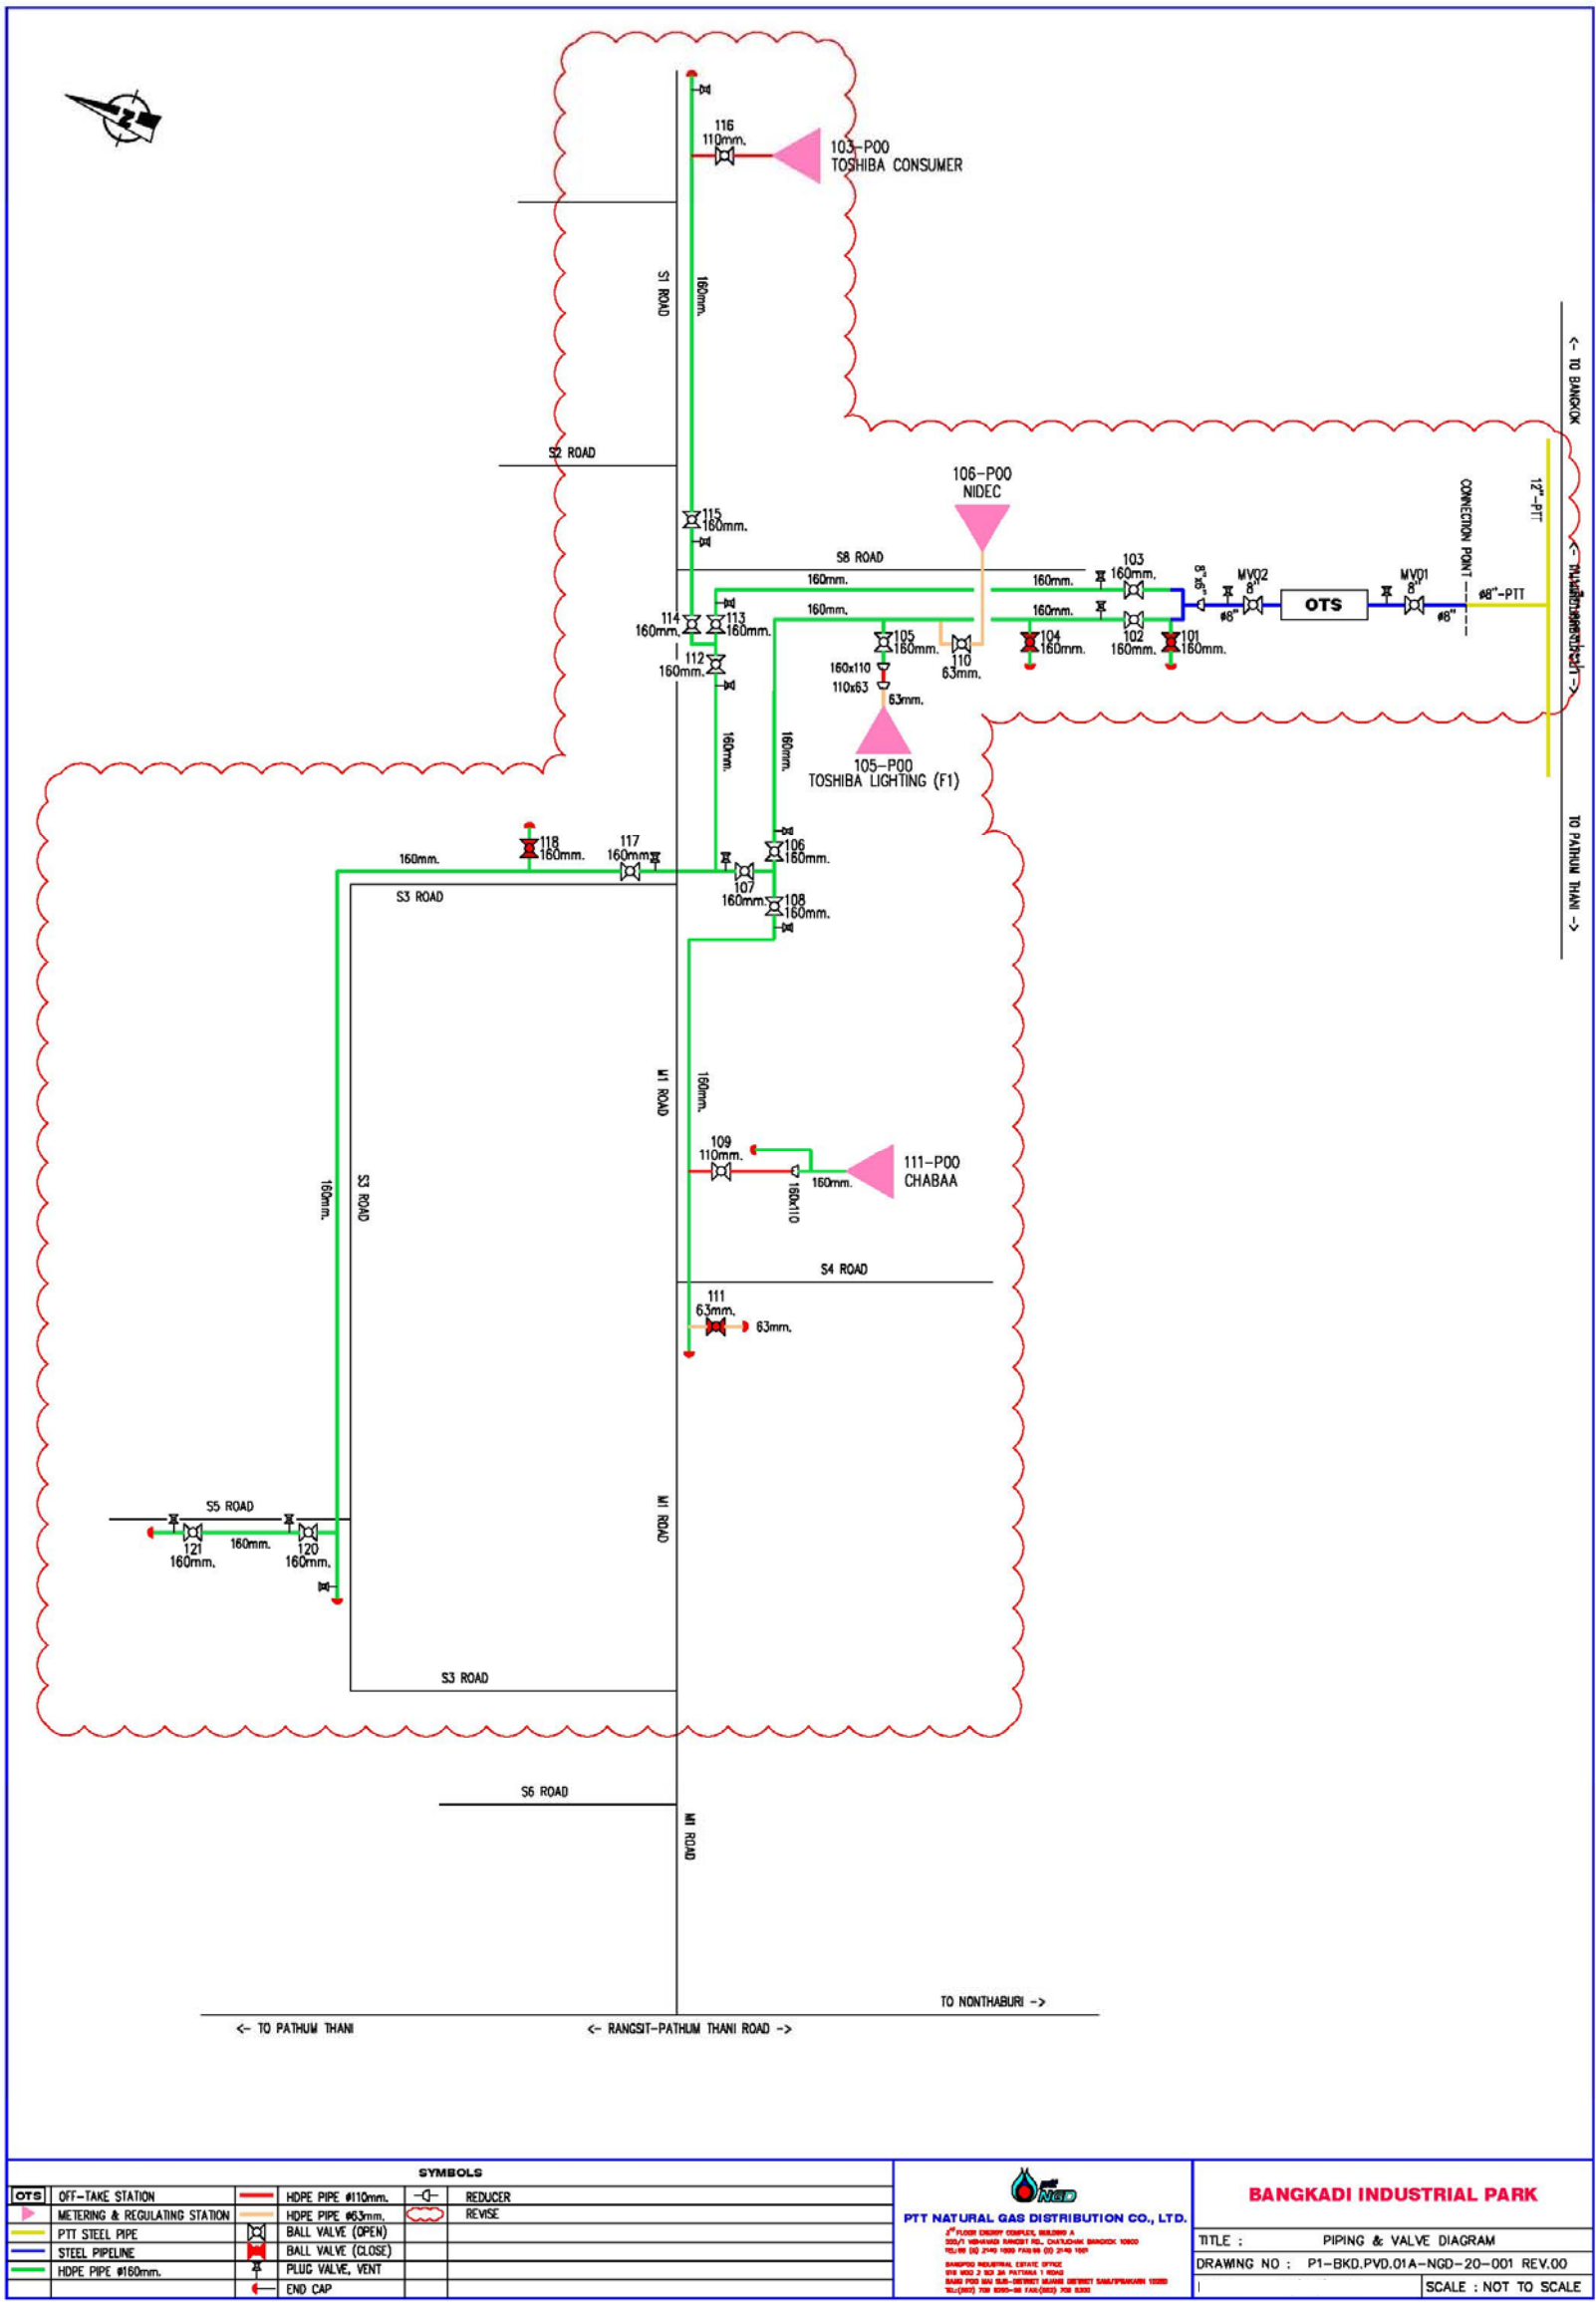 N
116
110mm.
103-P00
TOSHIBA CONSUMER
S1 ROAD
160mm.
<- TO BANGKOK
S2 ROAD
106-P00
NIDEC
CONNECTION POINT
12"-PTT
115
160mm.
S8 ROAD
160mm.
160mm.
103
160mm.
8"x6"
MV02
8"
MV01
8"
ø8"-PTT
OTS
ø8"
ø8"
160mm.
160mm.
114
160mm.
113
160mm.
105
160mm.
110
63mm.
104
160mm.
102
160mm.
101
160mm.
112
160mm.
160x110
110x63
63mm.
160mm.
160mm.
105-P00
TOSHIBA LIGHTING (F1)
TO PATHUM THANI ->
118
160mm.
117
160mm.
106
160mm.
160mm.
107
160mm.
108
160mm.
S3 ROAD
M1 ROAD
160mm.
109
110mm.
111-P00
CHABAA
160mm.
160x110
160mm.
S3 ROAD
S4 ROAD
111
63mm.
63mm.
S5 ROAD
M1 ROAD
121
160mm.
160mm.
120
160mm.
S3 ROAD
S6 ROAD
M1 ROAD
TO NONTHABURI ->
<- TO PATHUM THANI
<- RANGSIT-PATHUM THANI ROAD ->
SYMBOLS
OTS OFF-TAKE STATION
HDPE PIPE ø110mm.
REDUCER
METERING & REGULATING STATION
HDPE PIPE ø63mm.
REVISE
PTT STEEL PIPE
BALL VALVE (OPEN)
STEEL PIPELINE
BALL VALVE (CLOSE)
HDPE PIPE ø160mm.
PLUG VALVE, VENT
END CAP
ptt
NGD
PTT NATURAL GAS DISTRIBUTION CO., LTD.
BANGKADI INDUSTRIAL PARK
TITLE : PIPING & VALVE DIAGRAM
DRAWING NO : P1-BKD.PVD.01A-NGD-20-001 REV.00
SCALE : NOT TO SCALE